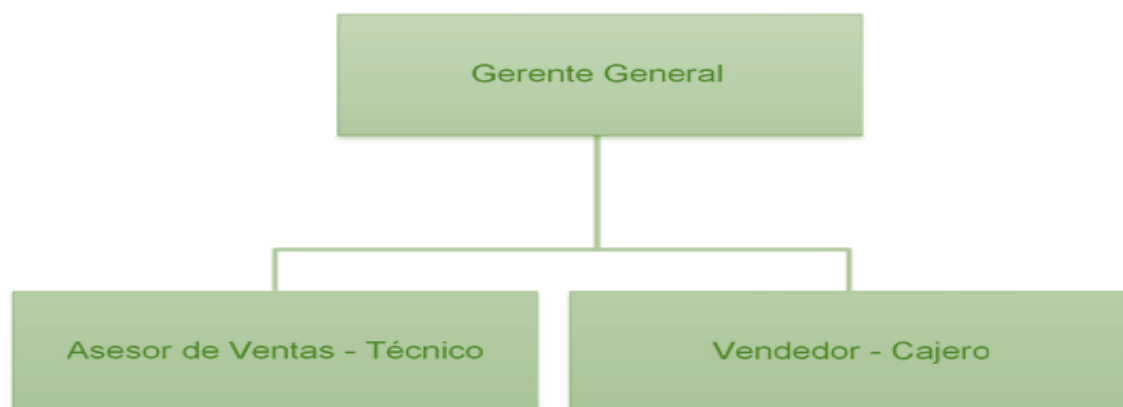 Gerente General
Asesor de Ventas - Técnico
Vendedor - Cajero